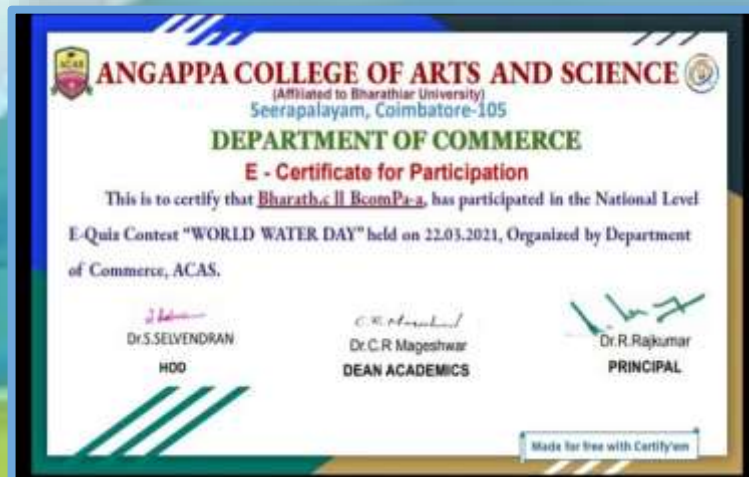 ACAS
ANGAPPA COLLEGE OF ARTS AND SCIENCE
(Affiliated to Bharathiar University)
Seerapalayam, Coimbatore-105
DEPARTMENT OF COMMERCE
E - Certificate for Participation
This is to certify that Bharath.c II BcomPa-a, has participated in the National Level
E-Quiz Contest "WORLD WATER DAY" held on 22.03.2021, Organized by Department
of Commerce, ACAS.
Dr.S.SELVENDRAN
HOD
Dr.C.R Mageshwar
DEAN ACADEMICS
Dr.R.Rajkumar
PRINCIPAL
Made for free with Certify'em